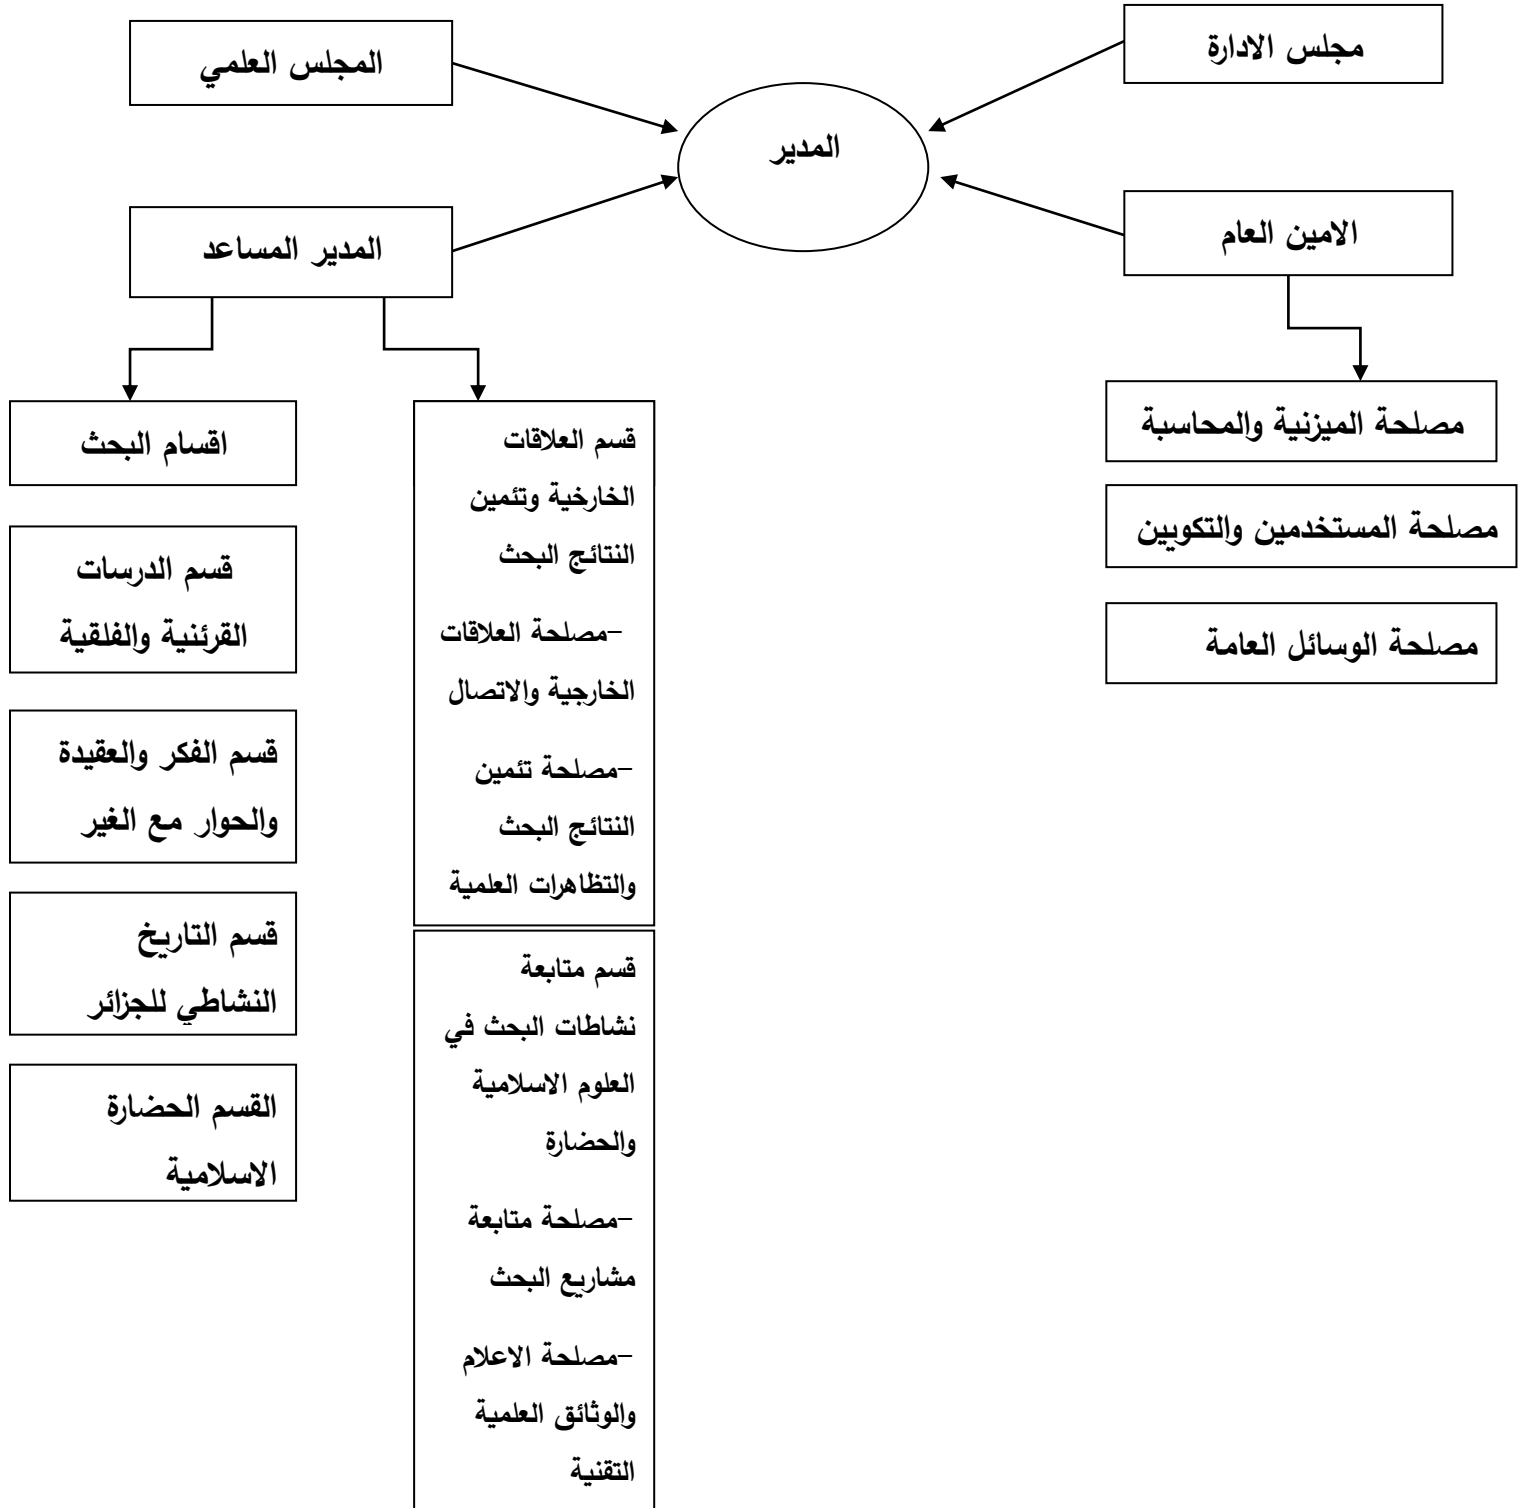 مجلس الادارة
المجلس العلمي
المدير
الامين العام
المدير المساعد
مصلحة الميزنية والمحاسبة
مصلحة المستخدمين والتكوبين
مصلحة الوسائل العامة
قسم العلاقات
الخارخية وتئمين
النتائج البحث
-مصلحة العلاقات
الخارجية والاتصال
-مصلحة تئمين
النتائج البحث
والتظاهرات العلمية
قسم متابعة
نشاطات البحث في
العلوم الاسلامية
والحضارة
-مصلحة متابعة
مشاريع البحث
-مصلحة الاعلام
والوثائق العلمية
التقنية
اقسام البحث
قسم الدرسات
القرئنية والفلقية
قسم الفكر والعقيدة
والحوار مع الغير
قسم التاريخ
النشاطي للجزائر
القسم الحضارة
الاسلامية